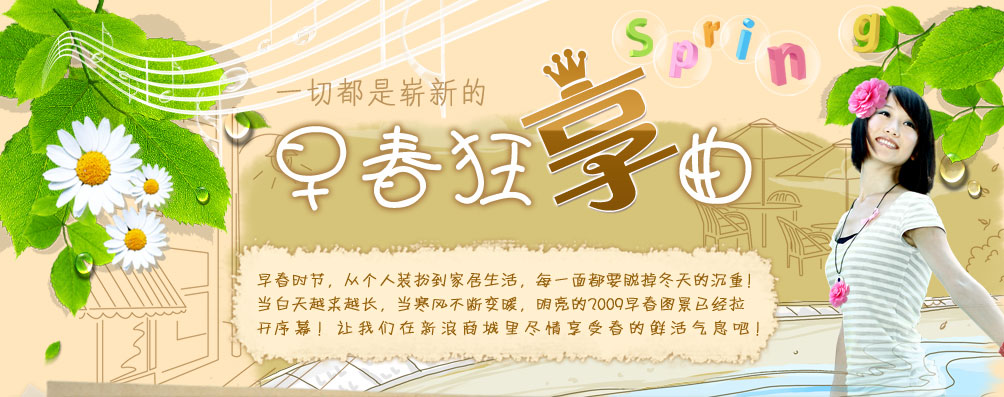 Spring
一切都是崭新的
早春狂享曲
早春时节，从个人装扮到家居生活，每一面都要脱掉冬天的沉重！
当白天越来越长，当寒风不断变暖，明亮的2009早春图景已经拉
开序幕！让我们在新浪商城里尽情享受春的鲜活气息吧！